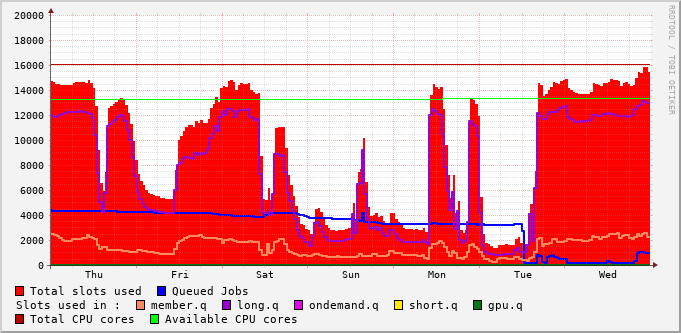 20000
18000
16000
14000
12000
10000
8000
6000
4000
2000
0
Thu Fri Sat Sun Mon Tue Wed
RRDTOOL / TOBI OETIKER
Total slots used Queued Jobs
Slots used in : member.q long.q ondemand.q short.q gpu.q
Total CPU cores Available CPU cores